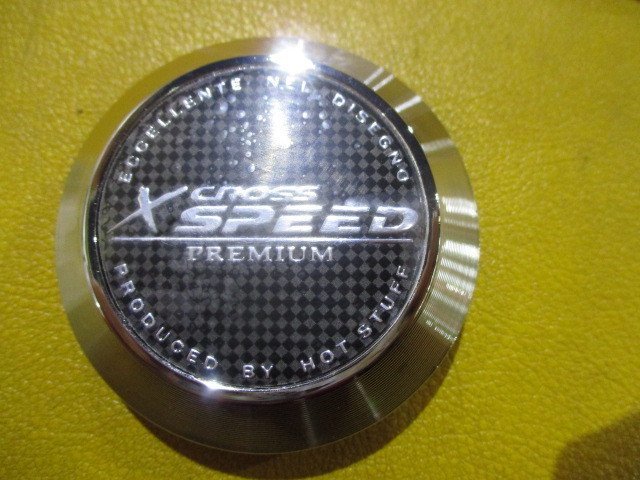 ECCELLENTE NEL DISEGNO
X CROSS
SPEED
PREMIUM
PRODUCED BY HOT STUFF